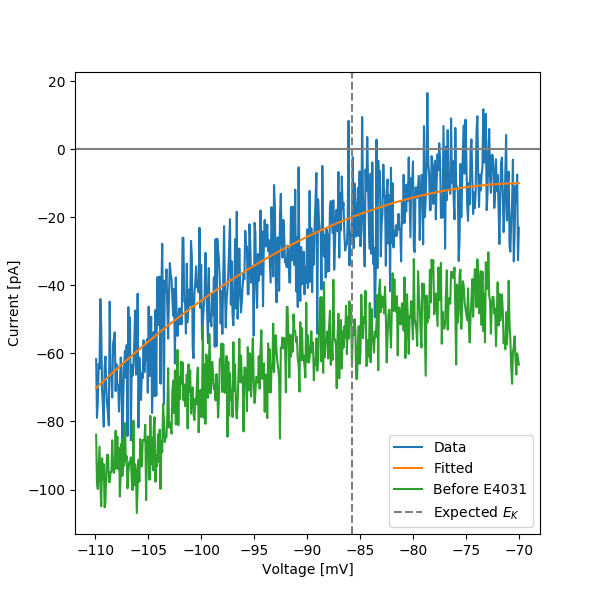 20
0
−20
−40
−60
−80
−100
Current [pA]
−110 −105 −100 −95 −90 −85 −80 −75 −70
Voltage [mV]
Data
Fitted
Before E4031
Expected E_K